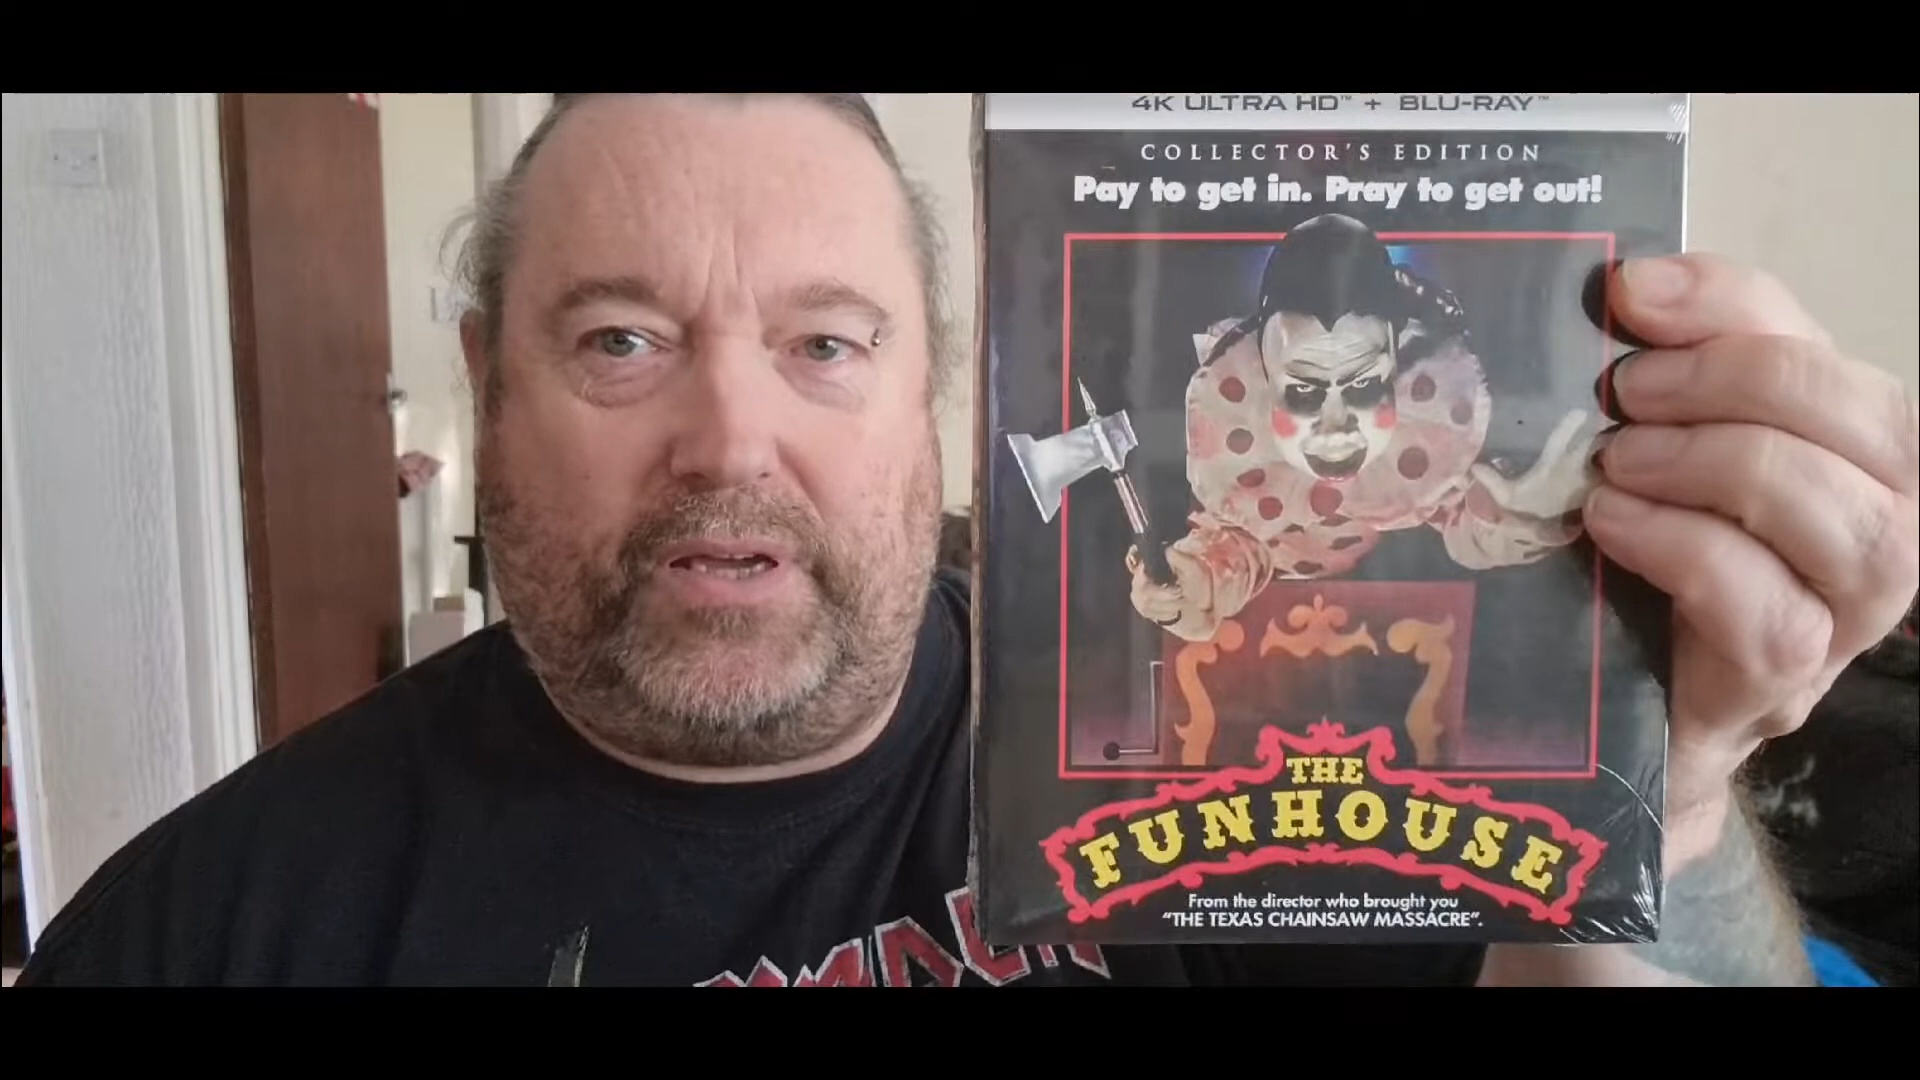 4K ULTRA HD™ + BLU-RAY™
COLLECTOR'S EDITION
Pay to get in. Pray to get out!
THE
FUNHOUSE
From the director who brought you
"THE TEXAS CHAINSAW MASSACRE".